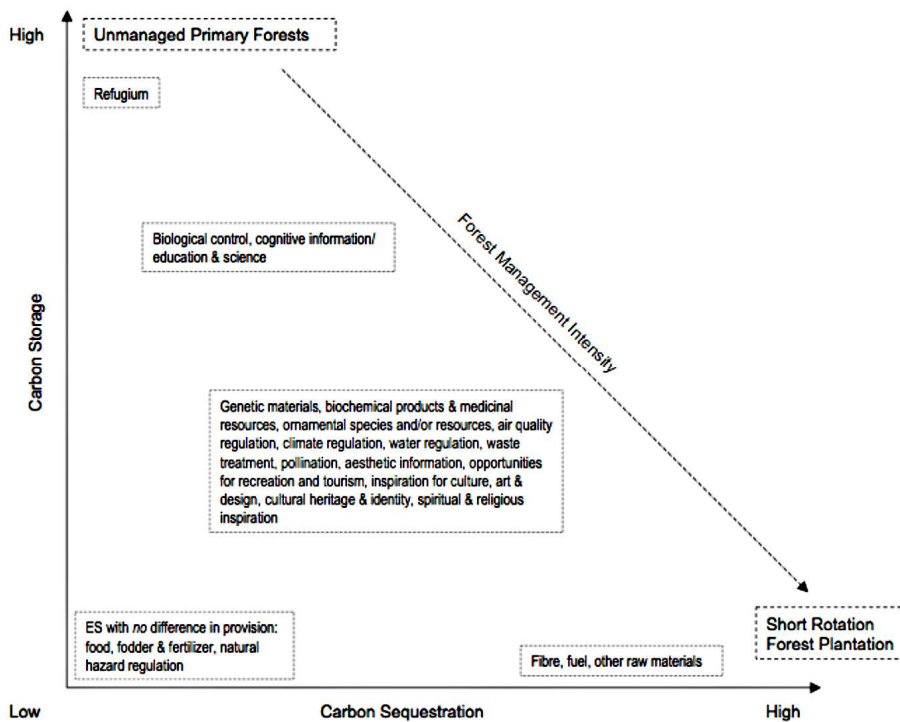 High
Unmanaged Primary Forests
Refugium
Forest Management Intensity
Biological control, cognitive information/
education & science
Carbon Storage
Genetic materials, biochemical products & medicinal
resources, ornamental species and/or resources, air quality
regulation, climate regulation, water regulation, waste
treatment, pollination, aesthetic information, opportunities
for recreation and tourism, inspiration for culture, art &
design, cultural heritage & identity, spiritual & religious
inspiration
ES with no difference in provision:
food, fodder & fertilizer, natural
hazard regulation
Fibre, fuel, other raw materials
Short Rotation
Forest Plantation
Low
Carbon Sequestration
High